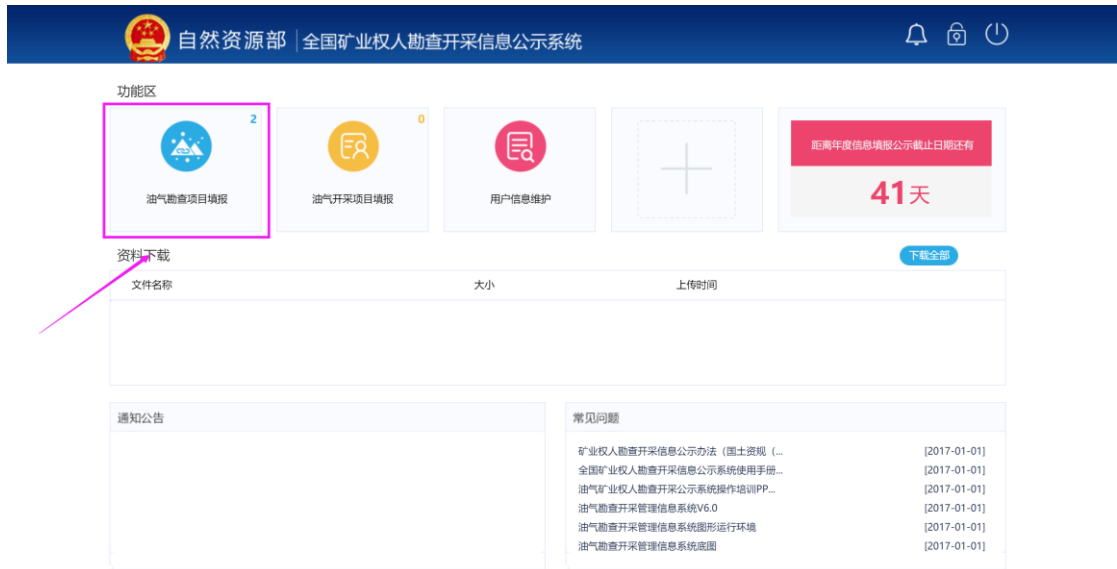 自然资源部 全国矿业权人勘查开采信息公示系统
功能区
2
油气勘查项目填报
0
油气开采项目填报
用户信息维护
距离年度信息填报公示截止日期还有
41天
资料下载
下载全部
文件名称 大小 上传时间
通知公告
常见问题
矿业权人勘查开采信息公示办法（国土资规（... [2017-01-01]
全国矿业权人勘查开采信息公示系统使用手册... [2017-01-01]
油气矿业权人勘查开采公示系统操作培训PP... [2017-01-01]
油气勘查开采管理信息系统V6.0 [2017-01-01]
油气勘查开采管理信息系统图形运行环境 [2017-01-01]
油气勘查开采管理信息系统底图 [2017-01-01]